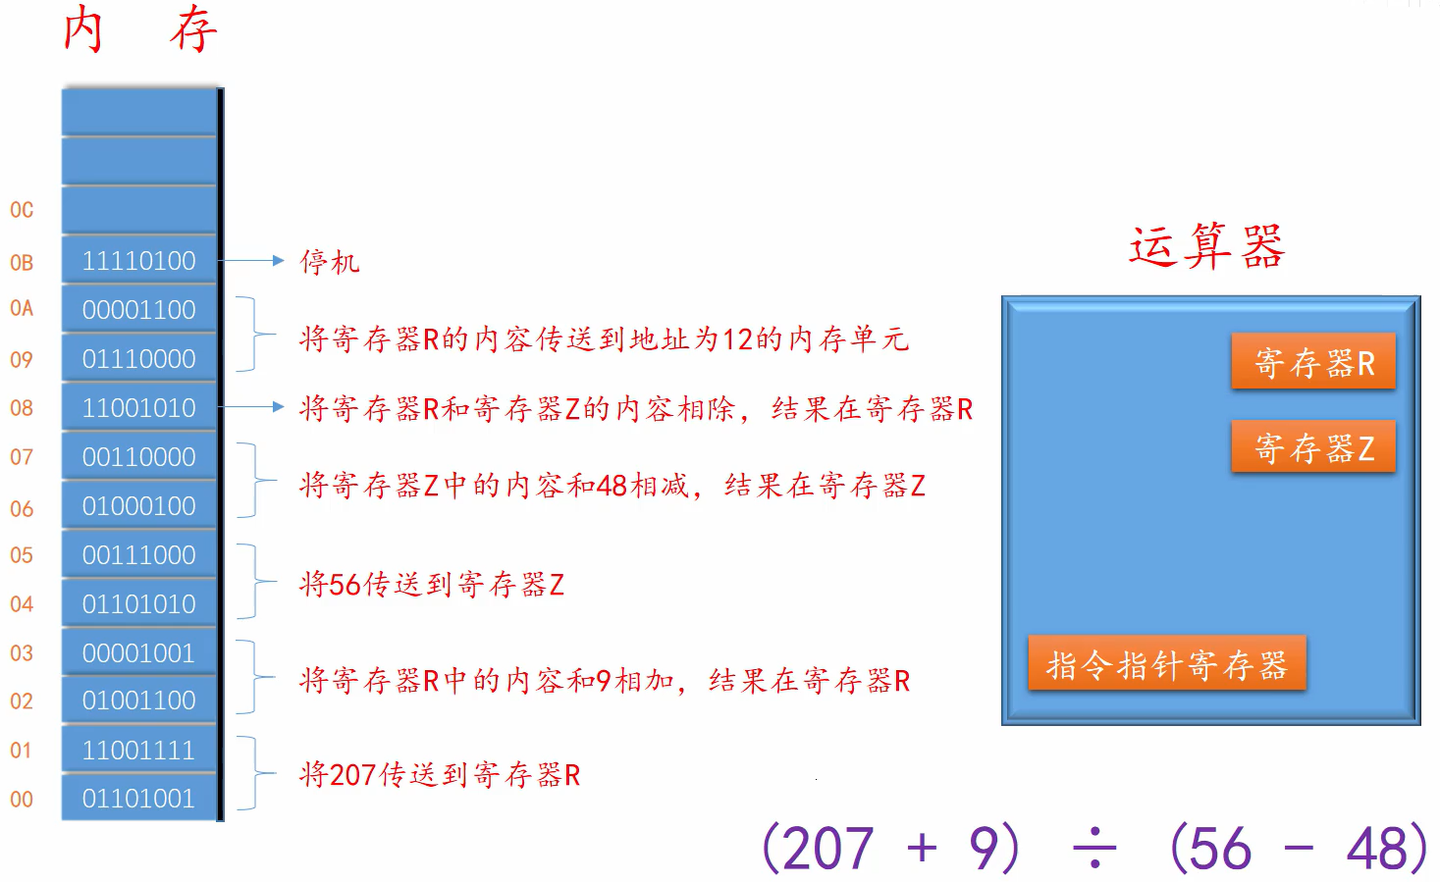 内 存
0C
0B 11110100 停机
0A 00001100
将寄存器R的内容传送到地址为12的内存单元
09 01110000
08 11001010 将寄存器R和寄存器Z的内容相除，结果在寄存器R
07 00110000
将寄存器Z中的内容和48相减，结果在寄存器Z
06 01000100
05 00111000
将56传送到寄存器Z
04 01101010
03 00001001
将寄存器R中的内容和9相加，结果在寄存器R
02 01001100
01 11001111
将207传送到寄存器R
00 01101001
运算器
寄存器R
寄存器Z
指令指针寄存器
(207 + 9) ÷ (56 - 48)